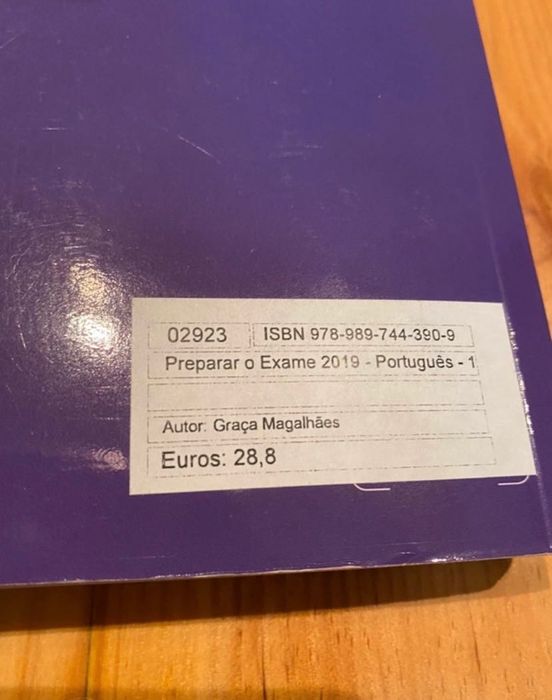 02923 ISBN 978-989-744-390-9
Preparar o Exame 2019 - Português - 1
Autor: Graça Magalhães
Euros: 28,8